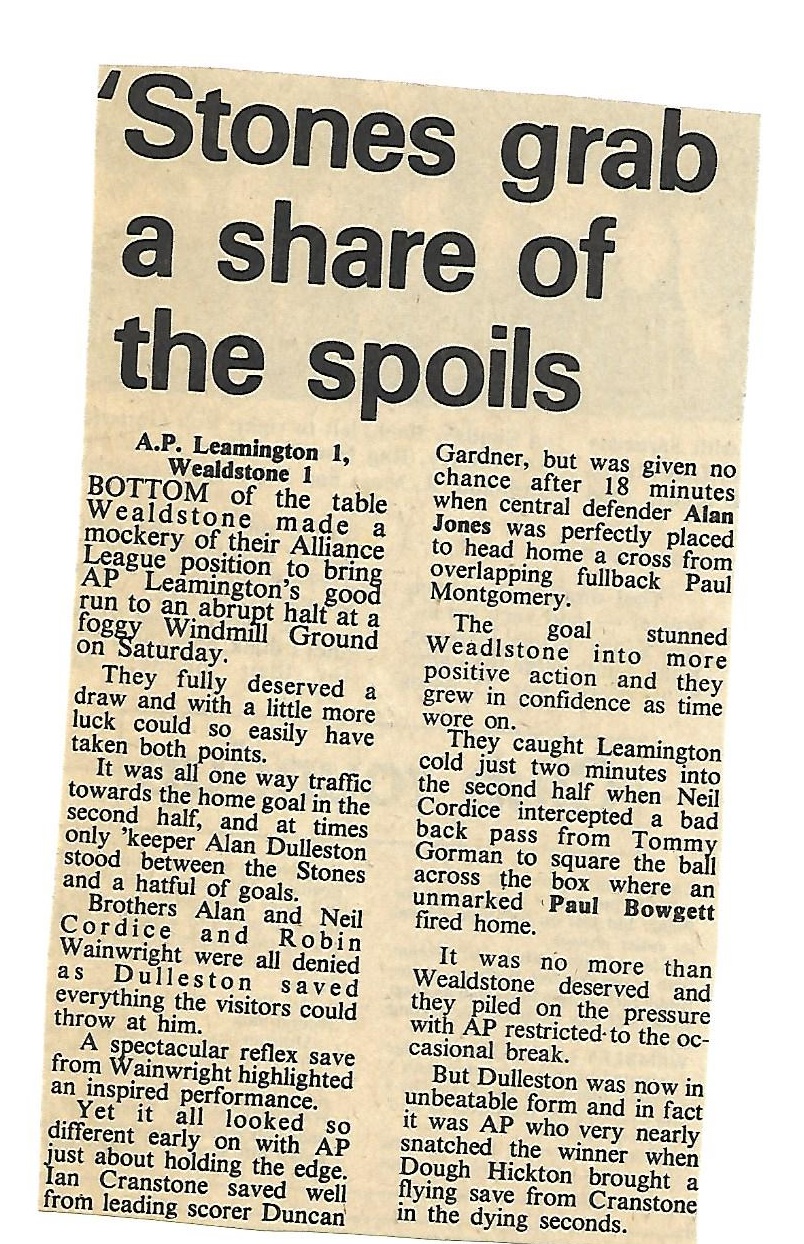 'Stones grab
a share of
the spoils
A.P. Leamington 1,
Wealdstone 1
BOTTOM of the table
Wealdstone made a
mockery of their Alliance
League position to bring
AP Leamington's good
run to an abrupt halt at a
foggy Windmill Ground
on Saturday.
They fully deserved a
draw and with a little more
luck could so easily have
taken both points.
It was all one way traffic
towards the home goal in the
second half, and at times
only 'keeper Alan Dulleston
stood between the Stones
and a hatful of goals.
Brothers Alan and Neil
Cordice and Robin
Wainwright were all denied
as Dulleston saved
everything the visitors could
throw at him.
A spectacular reflex save
from Wainwright highlighted
an inspired performance.
Yet it all looked so
different early on with AP
just about holding the edge.
Ian Cranstone saved well
from leading scorer Duncan
Gardner, but was given no
chance after 18 minutes
when central defender Alan
Jones was perfectly placed
to head home a cross from
overlapping fullback Paul
Montgomery.
The goal stunned
Weadlstone into more
positive action and they
grew in confidence as time
wore on.
They caught Leamington
cold just two minutes into
the second half when Neil
Cordice intercepted a bad
back pass from Tommy
Gorman to square the ball
across the box where an
unmarked Paul Bowgett
fired home.
It was no more than
Wealdstone deserved and
they piled on the pressure
with AP restricted to the oc-
casional break.
But Dulleston was now in
unbeatable form and in fact
it was AP who very nearly
snatched the winner when
Dough Hickton brought a
flying save from Cranstone
in the dying seconds.